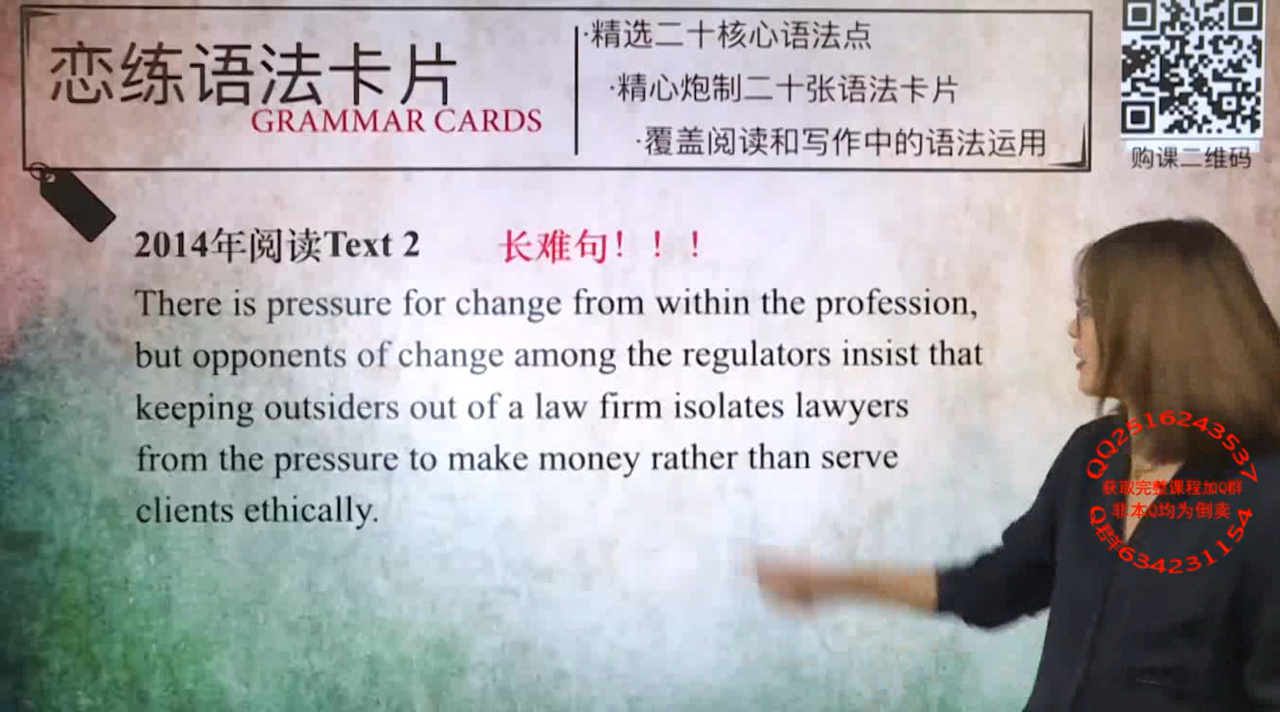 恋练语法卡片
GRAMMAR CARDS
·精选二十核心语法点
·精心炮制二十张语法卡片
·覆盖阅读和写作中的语法运用
购课二维码
2014年阅读Text 2 长难句！！！
There is pressure for change from within the profession,
but opponents of change among the regulators insist that
keeping outsiders out of a law firm isolates lawyers
from the pressure to make money rather than serve
clients ethically.
QQ2516243537
获取完整课程加Q群
非本Q均为倒卖
Q群634231154